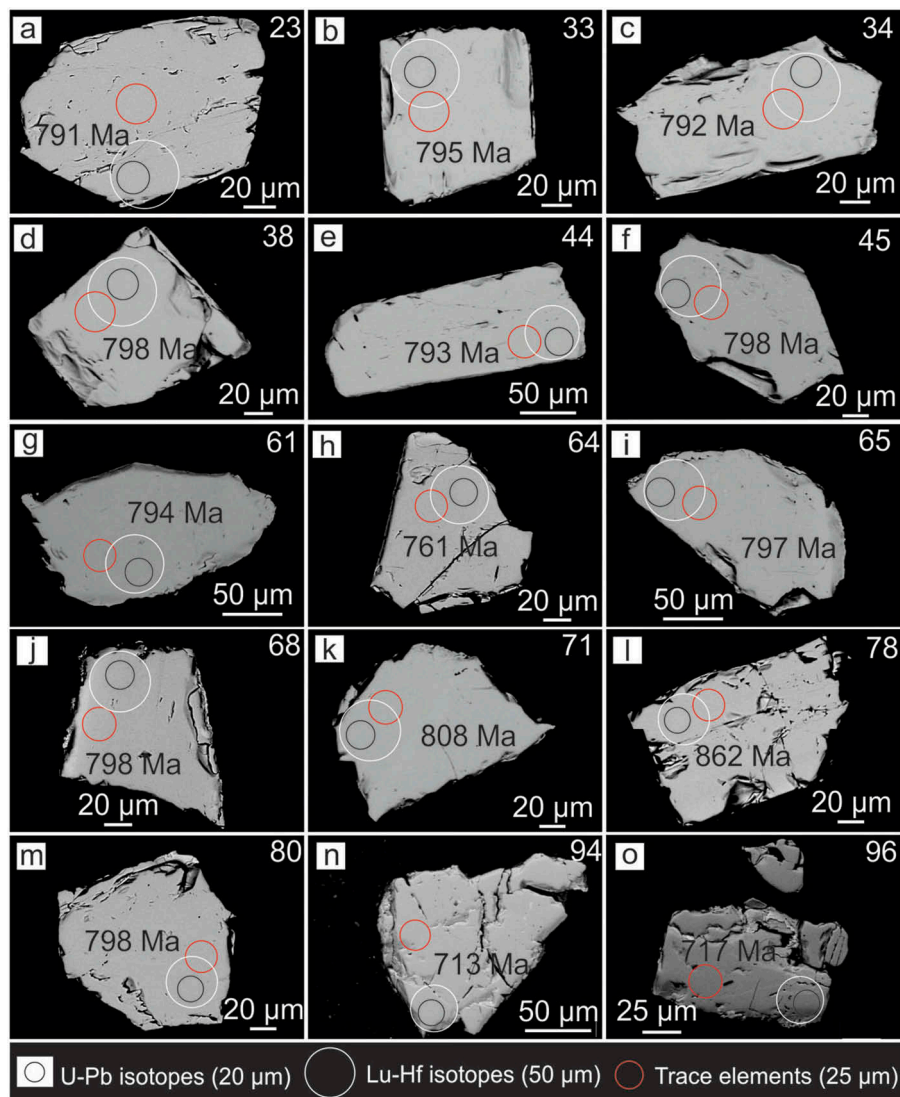 a 23
791 Ma
20 µm
b 33
795 Ma
20 µm
c 34
792 Ma
20 µm
d 38
798 Ma
20 µm
e 44
793 Ma
50 µm
f 45
798 Ma
20 µm
g 61
794 Ma
50 µm
h 64
761 Ma
20 µm
i 65
797 Ma
50 µm
j 68
798 Ma
20 µm
k 71
808 Ma
20 µm
l 78
862 Ma
20 µm
m 80
798 Ma
20 µm
n 94
713 Ma
50 µm
o 96
717 Ma
25 µm
U-Pb isotopes (20 µm) Lu-Hf isotopes (50 µm) Trace elements (25 µm)